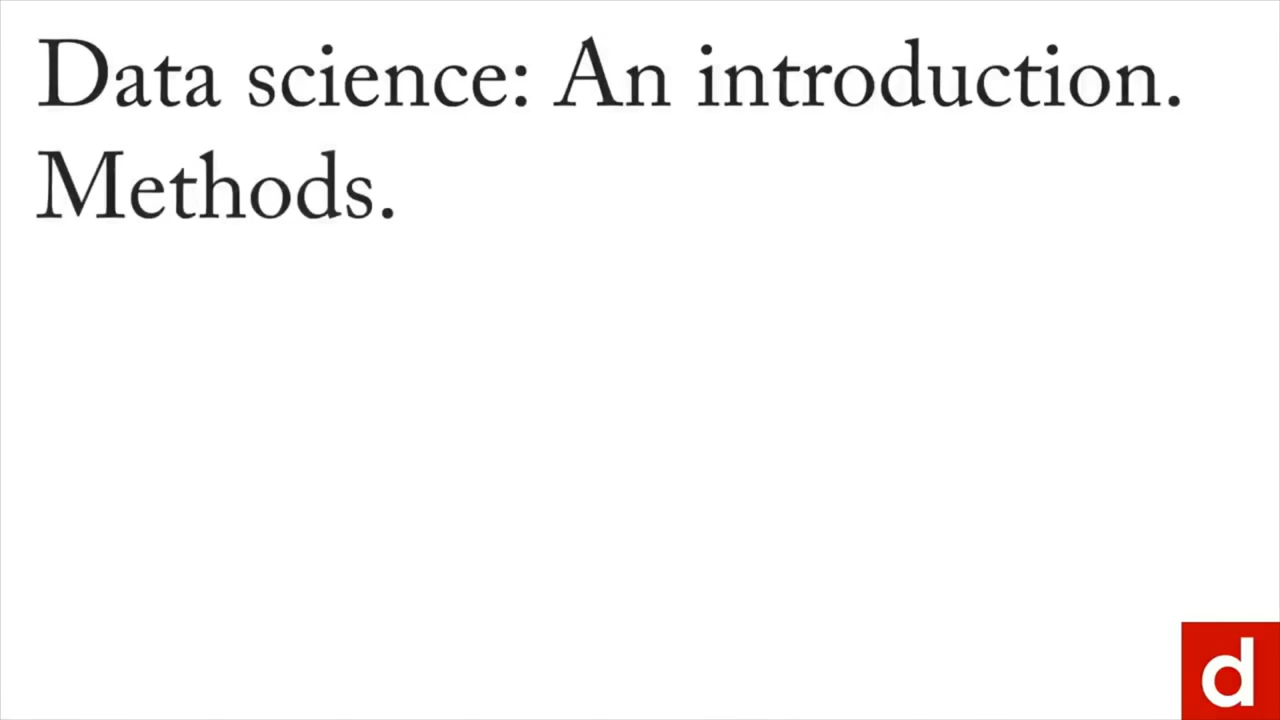 Data science: An introduction.
Methods.
d